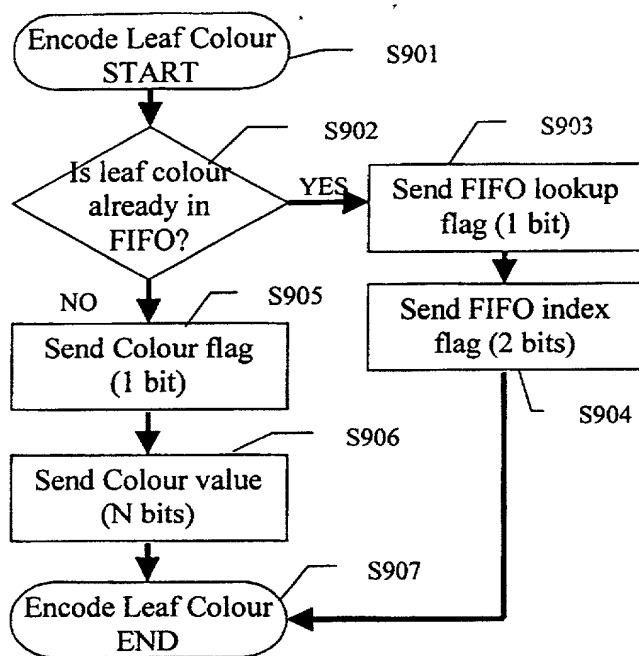 Encode Leaf Colour
START
S901
S902
Is leaf colour
already in
FIFO?
YES
S903
Send FIFO lookup
flag (1 bit)
NO
S905
Send FIFO index
flag (2 bits)
S904
Send Colour flag
(1 bit)
S906
Send Colour value
(N bits)
S907
Encode Leaf Colour
END